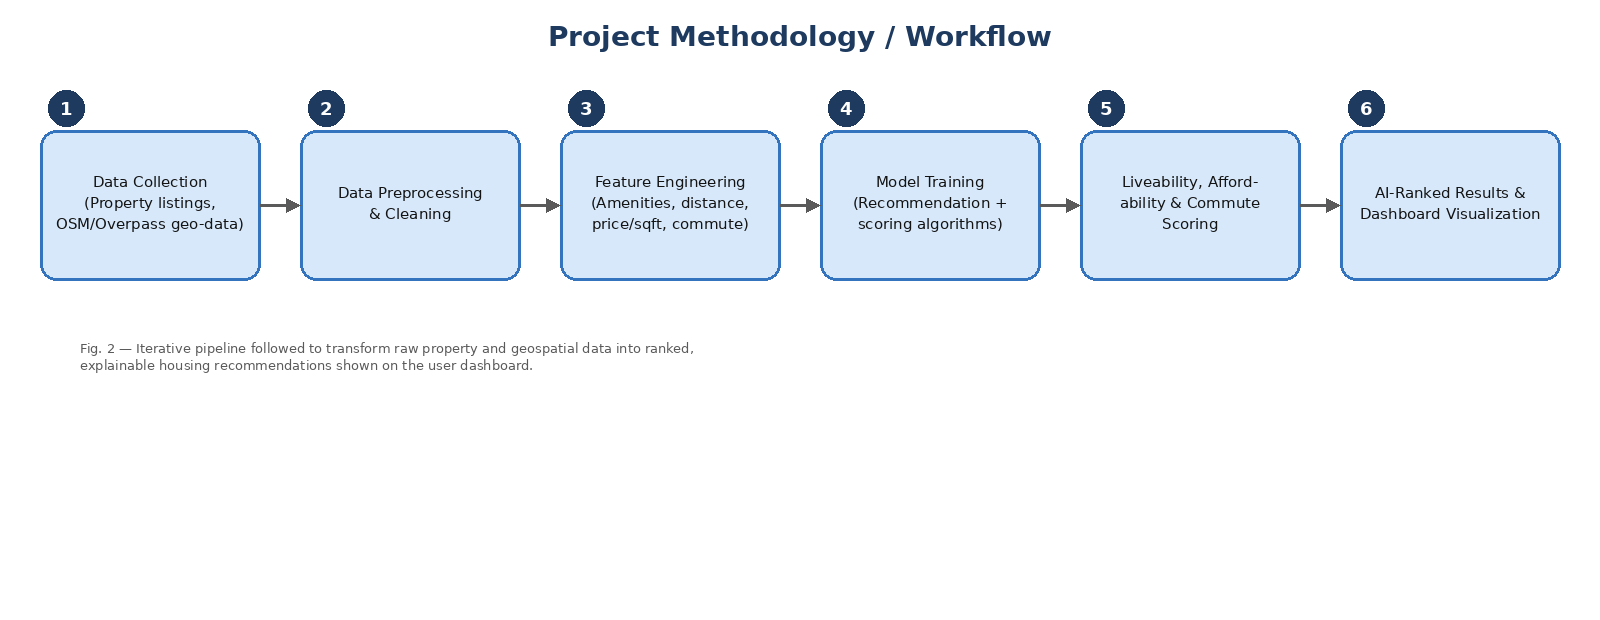 Project Methodology / Workflow
1
Data Collection
(Property listings,
OSM/Overpass geo-data)
2
Data Preprocessing
& Cleaning
3
Feature Engineering
(Amenities, distance,
price/sqft, commute)
4
Model Training
(Recommendation +
scoring algorithms)
5
Liveability, Afford-
ability & Commute
Scoring
6
AI-Ranked Results &
Dashboard Visualization
Fig. 2 — Iterative pipeline followed to transform raw property and geospatial data into ranked,
explainable housing recommendations shown on the user dashboard.